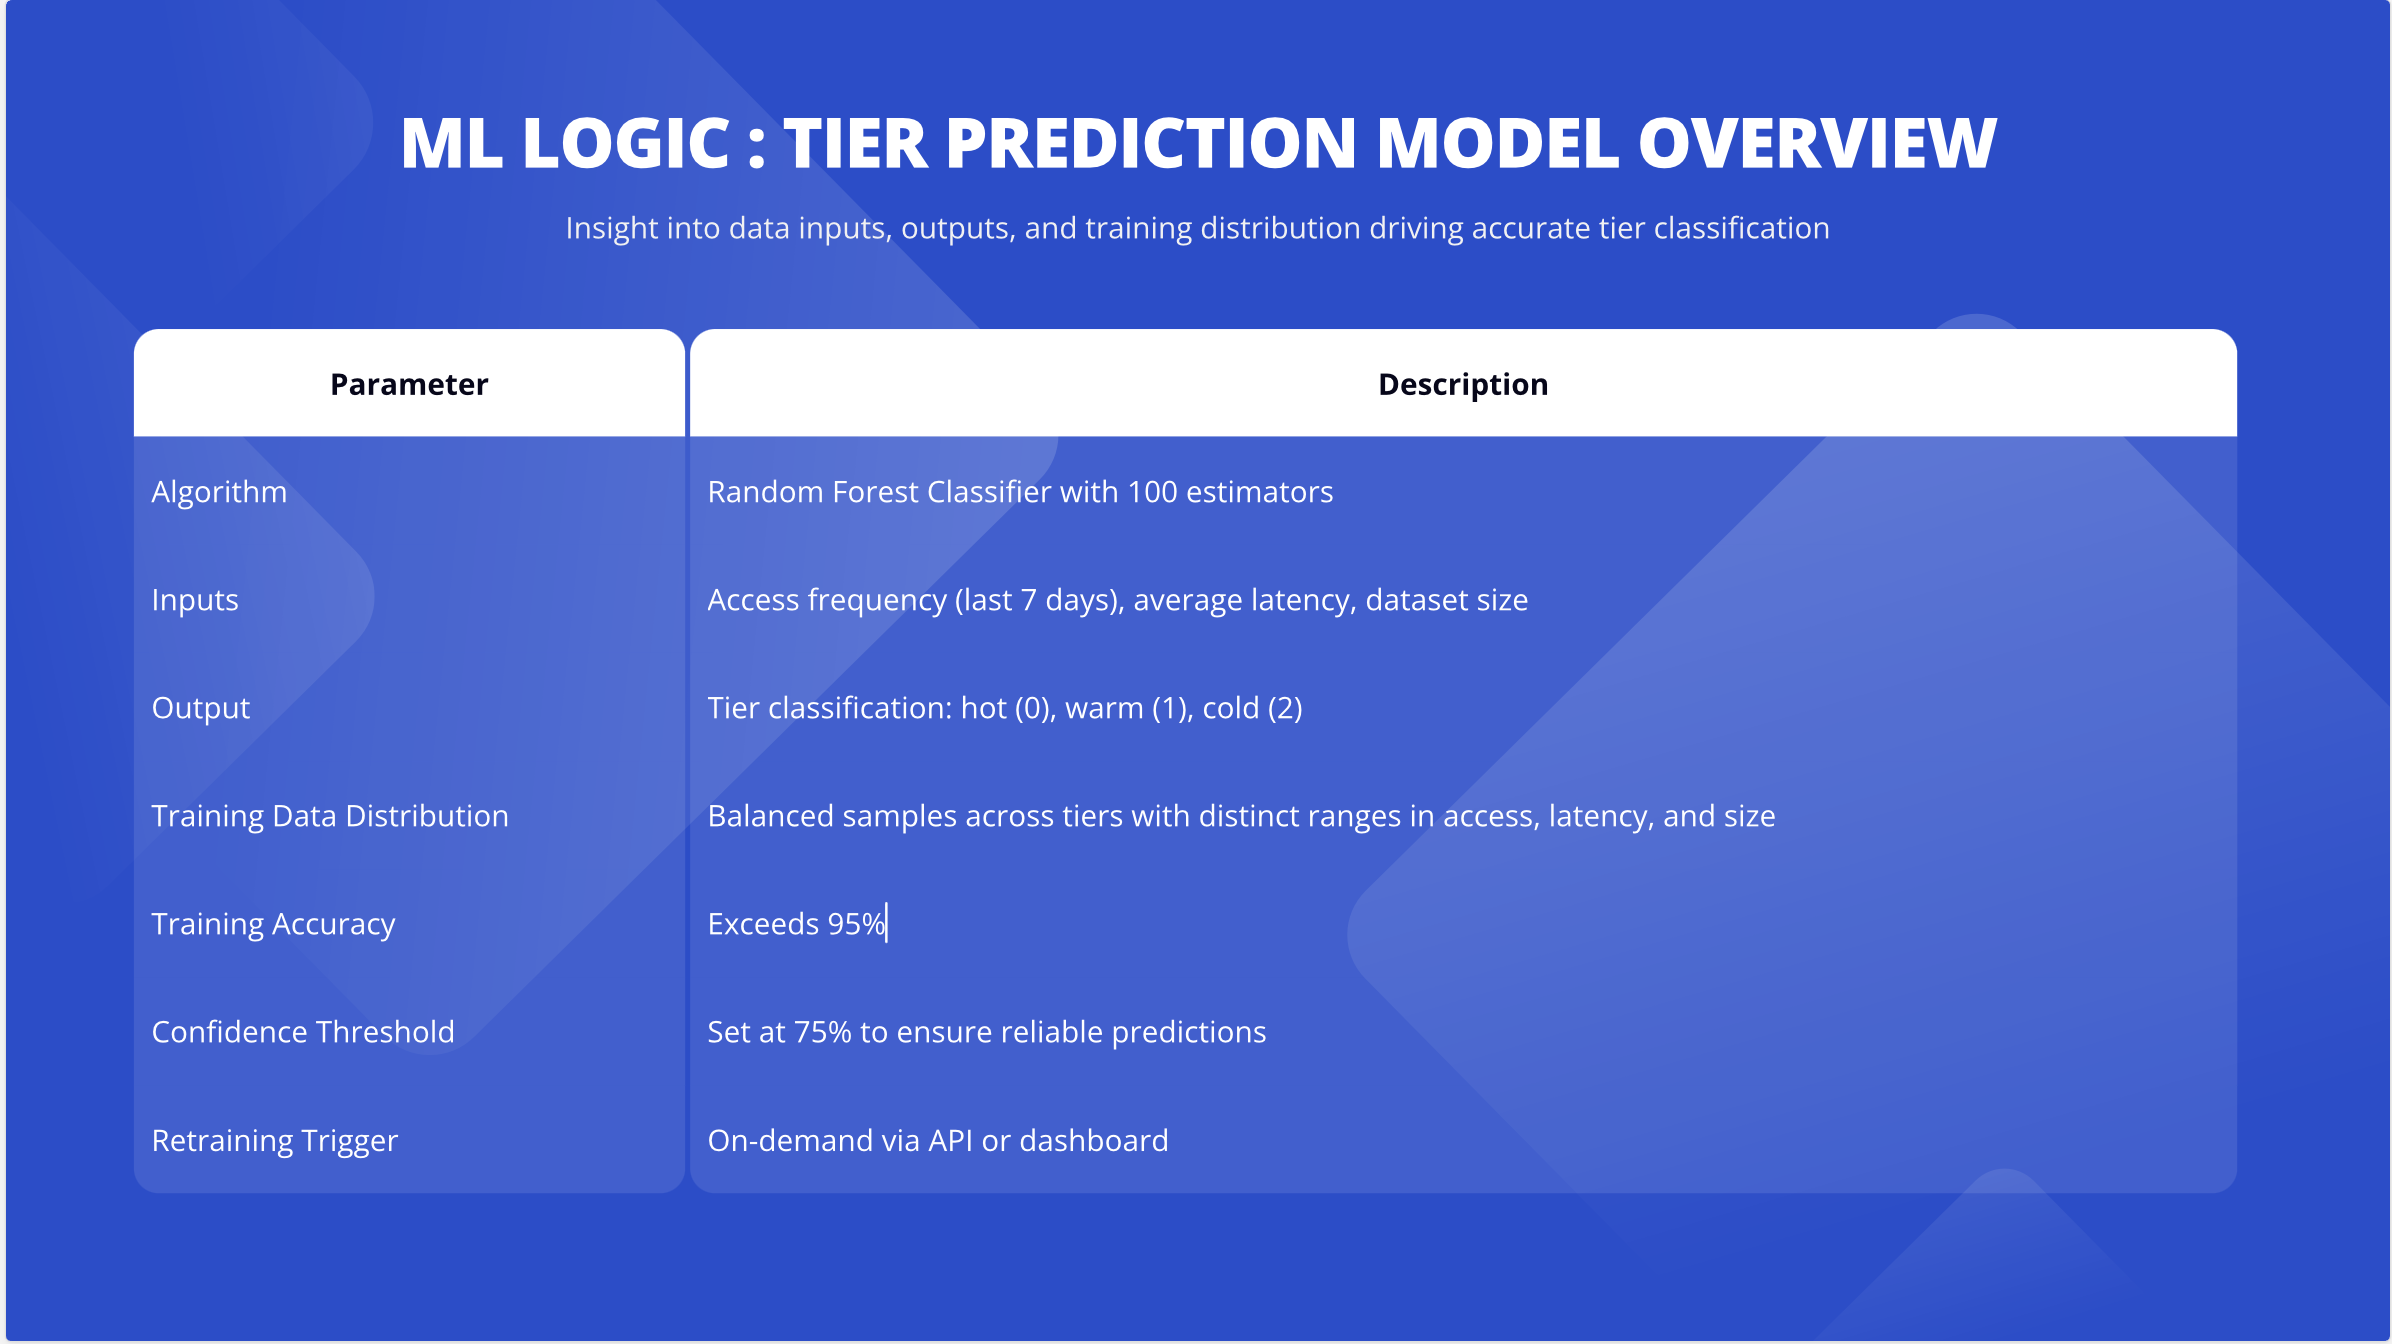 ML LOGIC : TIER PREDICTION MODEL OVERVIEW
Insight into data inputs, outputs, and training distribution driving accurate tier classification
Parameter Description
Algorithm Random Forest Classifier with 100 estimators
Inputs Access frequency (last 7 days), average latency, dataset size
Output Tier classification: hot (0), warm (1), cold (2)
Training Data Distribution Balanced samples across tiers with distinct ranges in access, latency, and size
Training Accuracy Exceeds 95%
Confidence Threshold Set at 75% to ensure reliable predictions
Retraining Trigger On-demand via API or dashboard